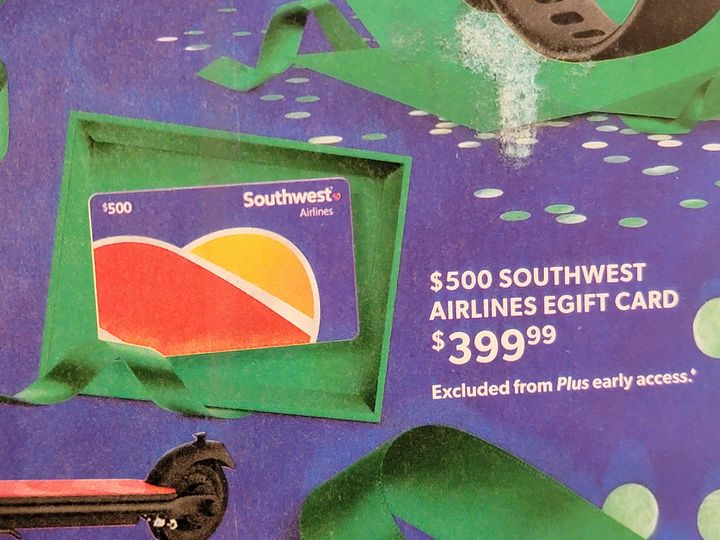 $500
Southwest
Airlines
$500 SOUTHWEST
AIRLINES EGIFT CARD
$399 99
Excluded from Plus early access.♦